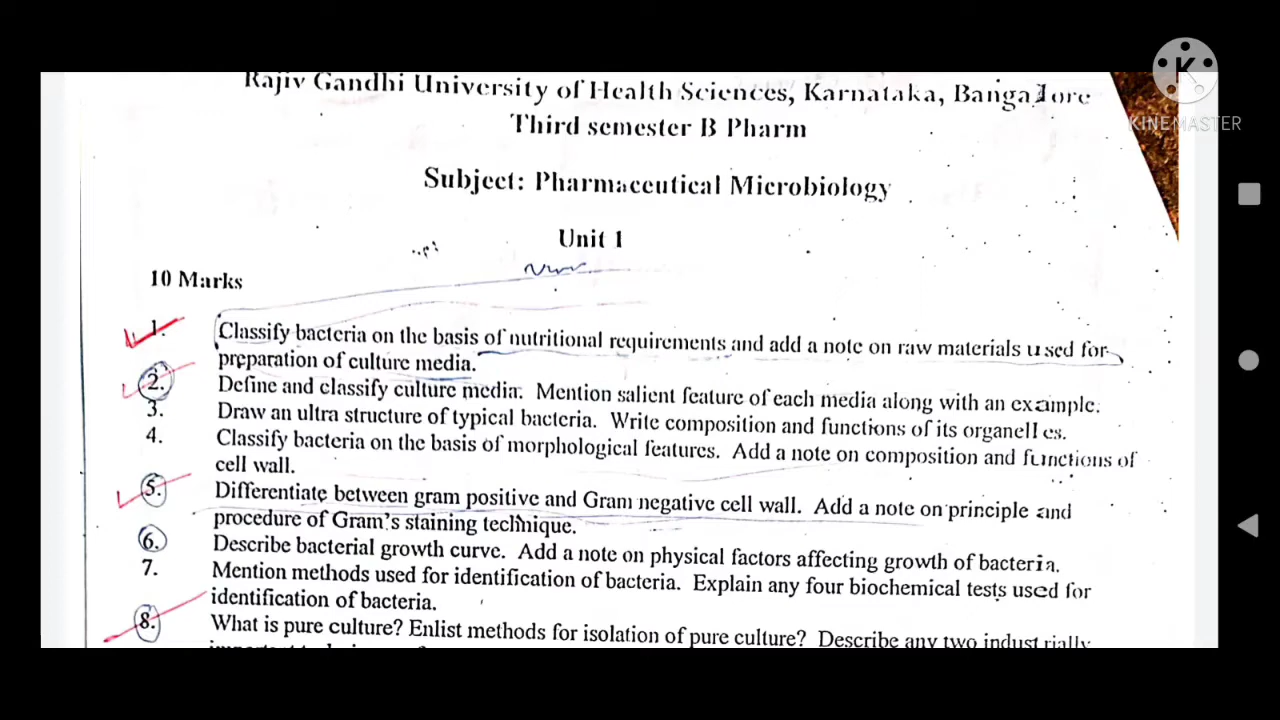 Rajiv Gandhi University of Health Sciences, Karnataka, Bangalore
K
KINEMASTER
Third semester B Pharm
Subject: Pharmaceutical Microbiology
Unit 1
10 Marks
1. Classify bacteria on the basis of nutritional requirements and add a note on raw materials used for
preparation of culture media.
2. Define and classify culture media. Mention salient feature of each media along with an example.
3. Draw an ultra structure of typical bacteria. Write composition and functions of its organelles.
4. Classify bacteria on the basis of morphological features. Add a note on composition and functions of
cell wall.
5. Differentiate between gram positive and Gram negative cell wall. Add a note on principle and
procedure of Gram's staining technique.
6. Describe bacterial growth curve. Add a note on physical factors affecting growth of bacteria.
7. Mention methods used for identification of bacteria. Explain any four biochemical tests used for
identification of bacteria.
8. What is pure culture? Enlist methods for isolation of pure culture? Describe any two industrially